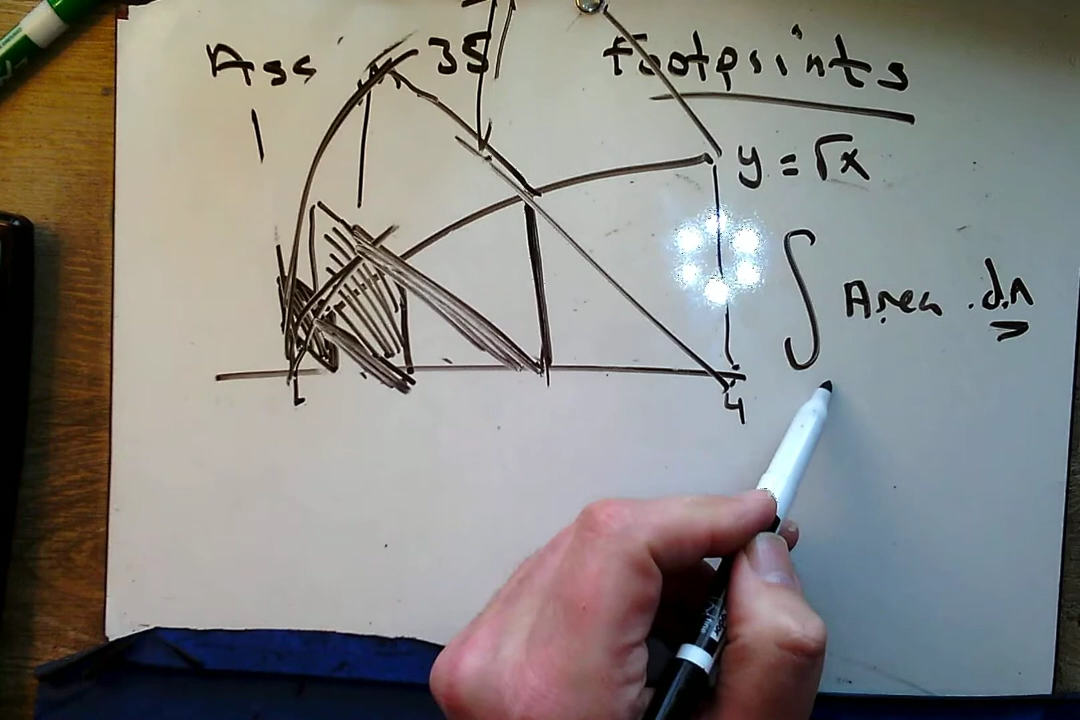 Ass 35 footprints
1
y = √x
∫ Area . dx
4